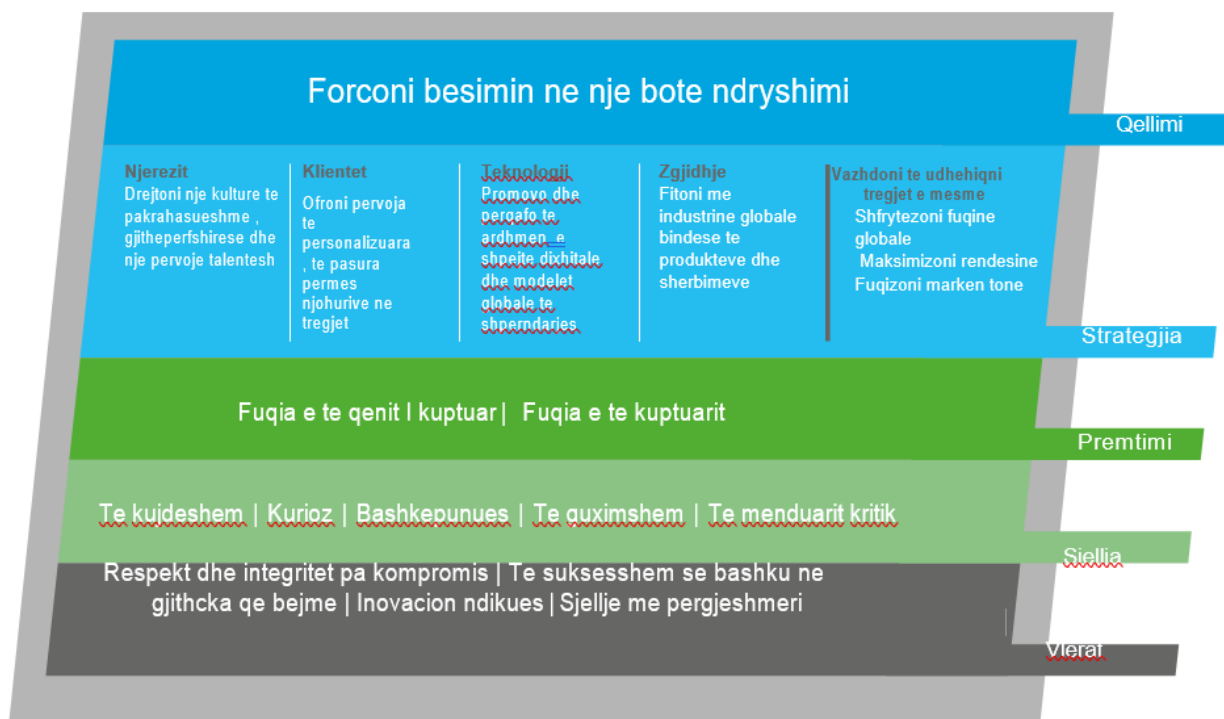 Forconi besimin ne nje bote ndryshimi
Qellimi
Njerezit
Drejtoni nje kulture te
pakrahasueshme ,
gjitheperfshirese dhe
nje pervoje talentesh
Klientet
Ofroni pervoja
te
personalizuara
, te pasura
permes
njohurive ne
tregjet
Teknologji
Promovo dhe
pergafo te
ardhmen e
shpejte dixhitale
dhe modelet
globale te
shperndaries
Zgjidhje
Fitoni me
industrine globale
bindese te
produkteve dhe
sherbimeve
Vazhdoni te udhehiqni
tregjet e mesme
Shfrytezoni fuqine
globale
Maksimizoni rendesine
Fuqizoni marken tone
Strategjia
Fuqia e te qenit I kuptuar | Fuqia e te kuptuarit
Premtimi
Te kujdeshem | Kurioz | Bashkepunues | Te guximshem | Te menduarit kritik
Sjellja
Respekt dhe integritet pa kompromis | Te suksesshem se bashku ne
gjithcka qe bejme | Inovacion ndikues | Sjellje me pergjeshmeri
Vlerat